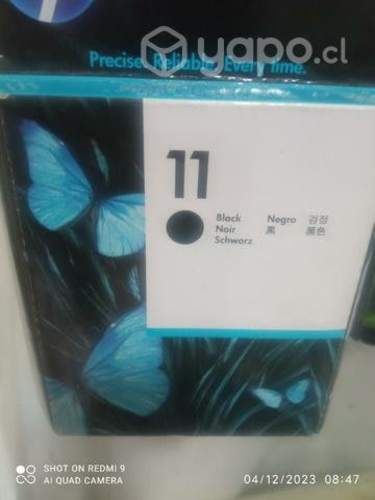 yapo.cl
Precise. Reliable. Every time.
11
Black Negro 검정
Noir 黑 顏色
Schwarz
SHOT ON REDMI 9
AI QUAD CAMERA
04/12/2023 08:47